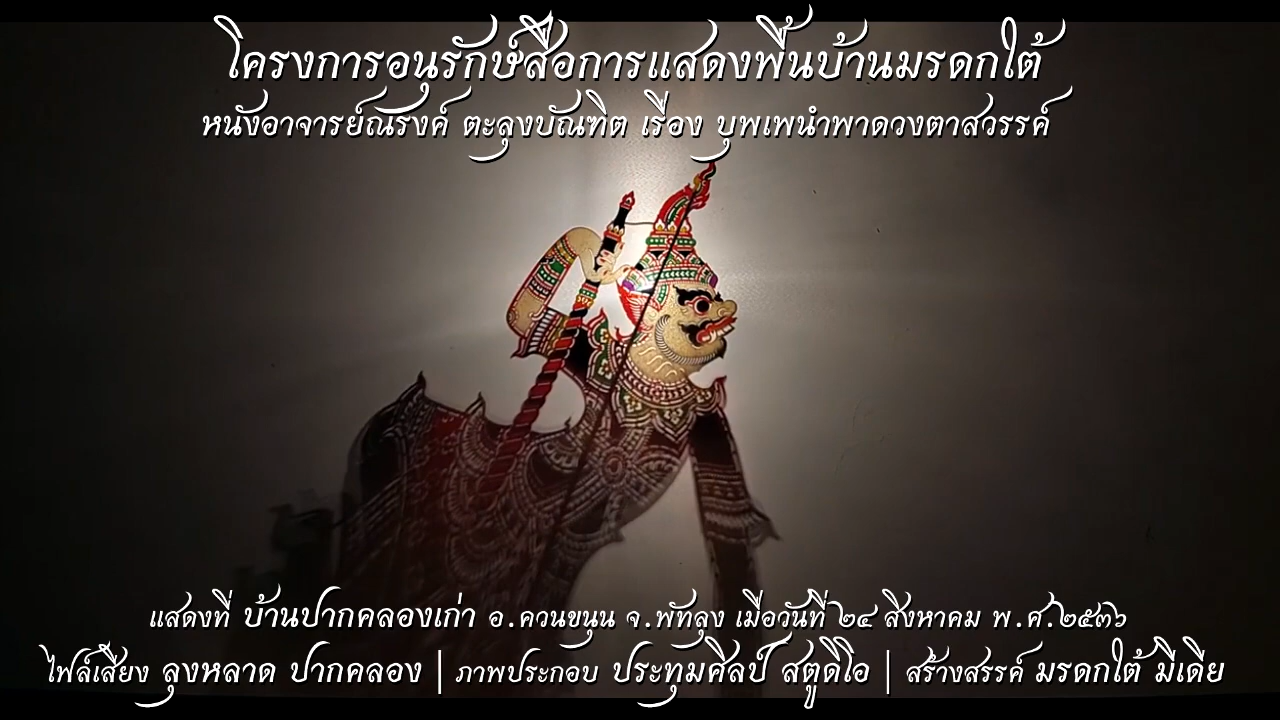 โครงการอนุรักษ์สื่อการแสดงพื้นบ้านมรดกใต้
หนังอาจารย์ณรงค์ ตะลุงบัณฑิต เรื่อง บุพเพนำพาดวงตาสวรรค์
แสดงที่ บ้านปากคลองเก่า อ.ควนขนุน จ.พัทลุง เมื่อวันที่ ๒๔ สิงหาคม พ.ศ.๒๕๓๖
ไฟล์เสียง ลุงหลาด ปากคลอง | ภาพประกอบ ประทุมศิลป์ สตูดิโอ | สร้างสรรค์ มรดกใต้ มีเดีย